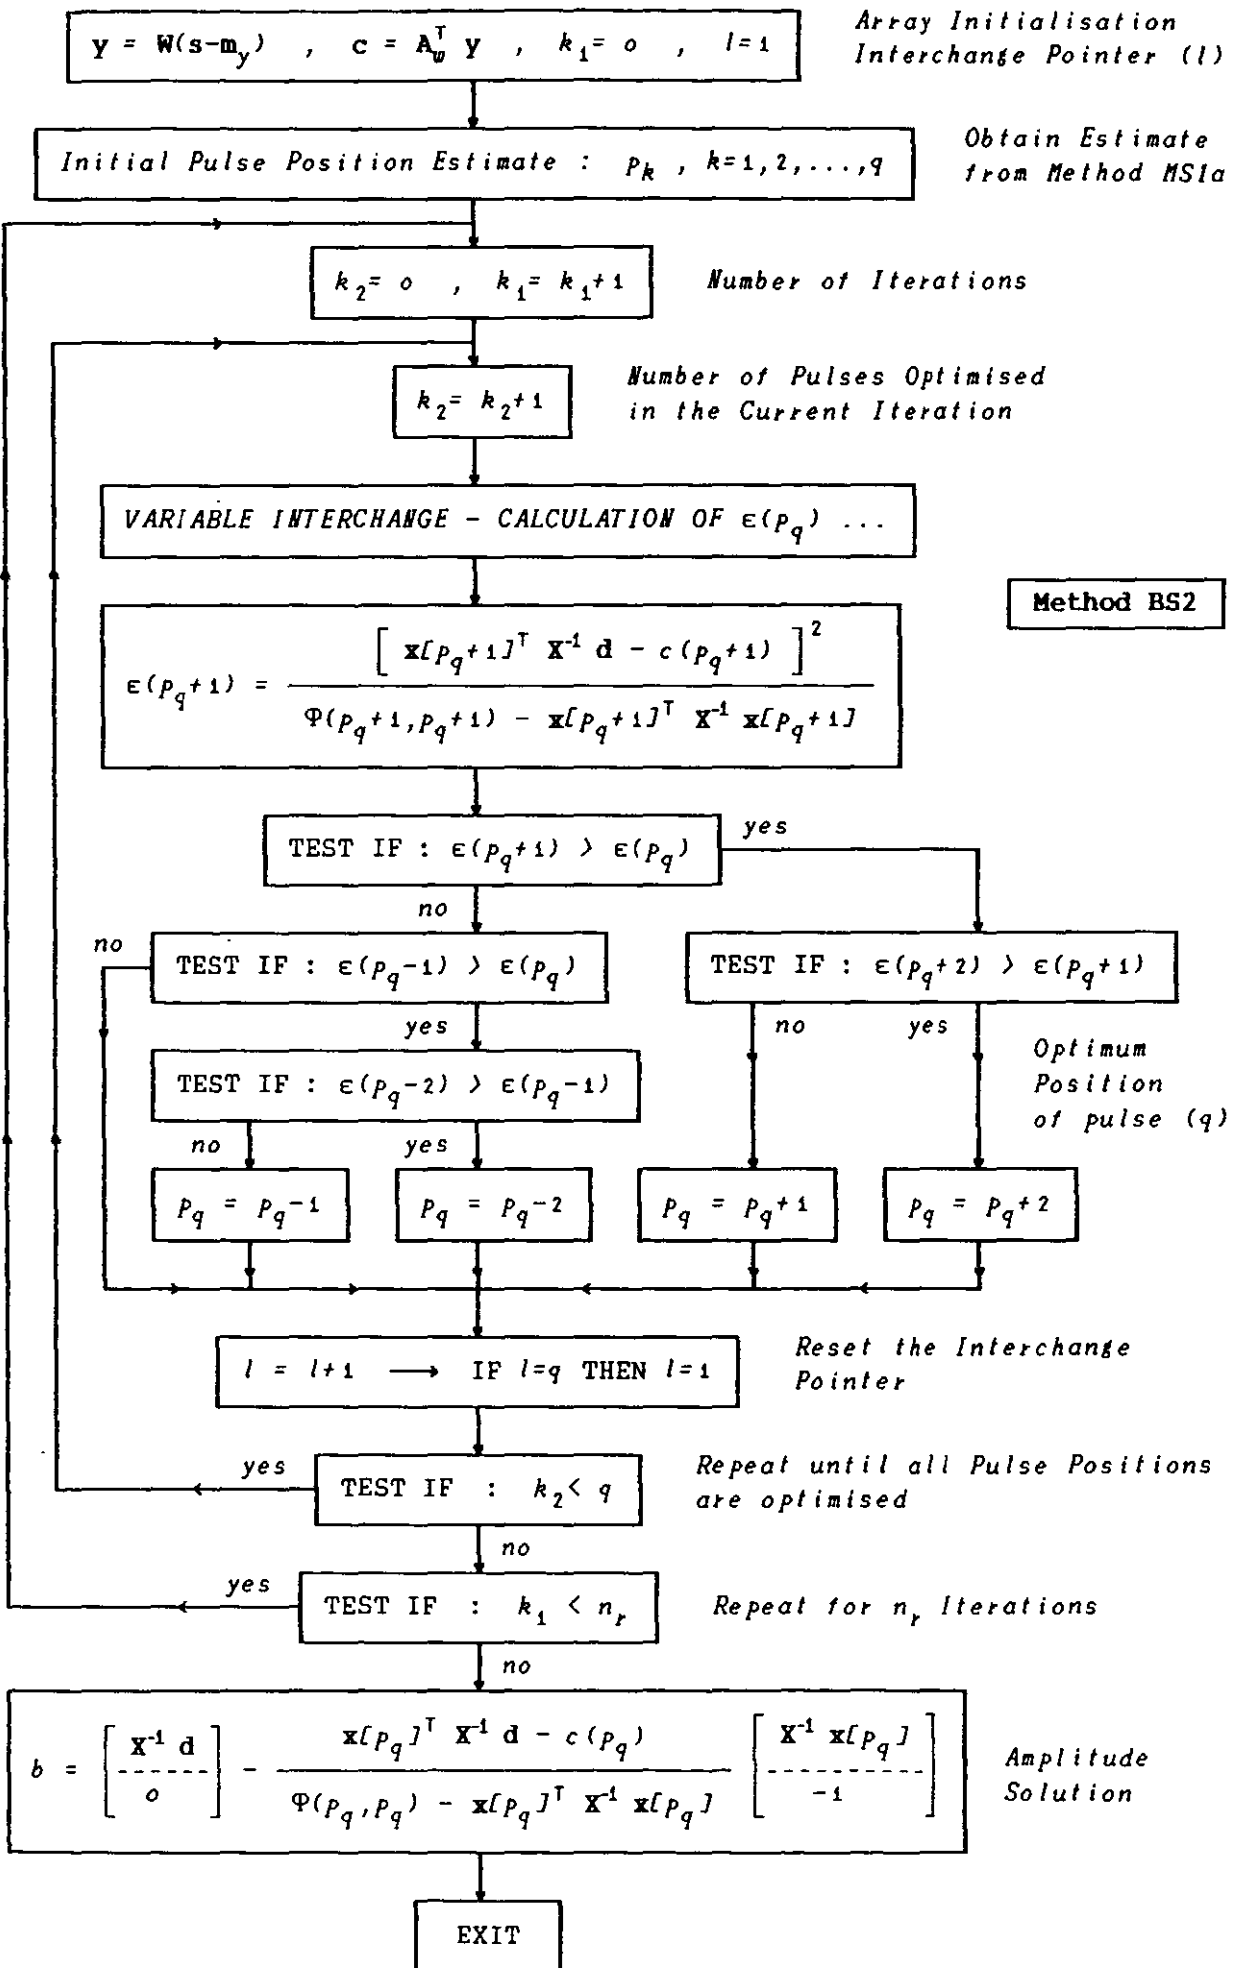 y = W(s-m_y) , c = A_w^T y , k_1= 0 , l=1
Array Initialisation
Interchange Pointer (l)
Initial Pulse Position Estimate : p_k , k=1,2,...,q
Obtain Estimate
from Method MS1a
k_2= 0 , k_1= k_1+1
Number of Iterations
k_2= k_2+1
Number of Pulses Optimised
in the Current Iteration
VARIABLE INTERCHANGE - CALCULATION OF ε(p_q) ...
Method BS2
ε(p_q+1) = [ x[p_q+1]^T X^-1 d - c(p_q+1) ]^2 / Φ(p_q+1,p_q+1) - x[p_q+1]^T X^-1 x[p_q+1]
TEST IF : ε(p_q+1) > ε(p_q)
yes
no
no
TEST IF : ε(p_q-1) > ε(p_q)
TEST IF : ε(p_q+2) > ε(p_q+1)
yes
no
yes
TEST IF : ε(p_q-2) > ε(p_q-1)
Optimum
Position
of pulse (q)
no
yes
p_q = p_q-1
p_q = p_q-2
p_q = p_q+1
p_q = p_q+2
l = l+1 → IF l=q THEN l=1
Reset the Interchange
Pointer
yes
TEST IF : k_2< q
Repeat until all Pulse Positions
are optimised
no
yes
TEST IF : k_1 < n_r
Repeat for n_r Iterations
no
b = [ X^-1 d / 0 ] - x[p_q]^T X^-1 d - c(p_q) / Φ(p_q,p_q) - x[p_q]^T X^-1 x[p_q] [ X^-1 x[p_q] / -1 ]
Amplitude
Solution
EXIT